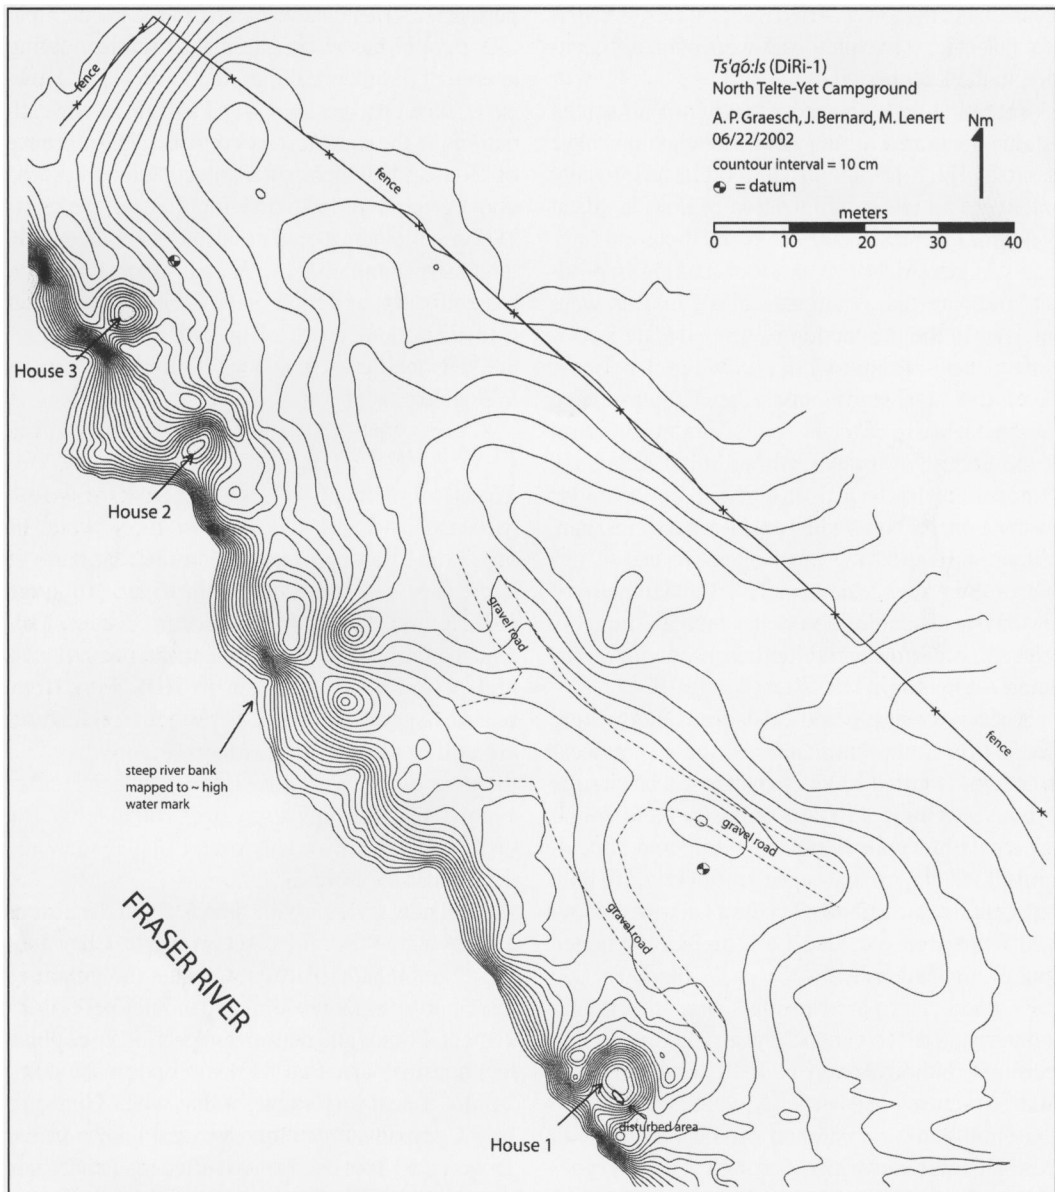 Ts'qó:ls (DiRi-1)
North Telte-Yet Campground
A. P. Graesch, J. Bernard, M. Lenert
06/22/2002
countour interval = 10 cm
= datum
Nm
meters
0 10 20 30 40
fence
fence
House 3
House 2
gravel road
fence
steep river bank
mapped to ~ high
water mark
gravel road
gravel road
FRASER RIVER
disturbed area
House 1